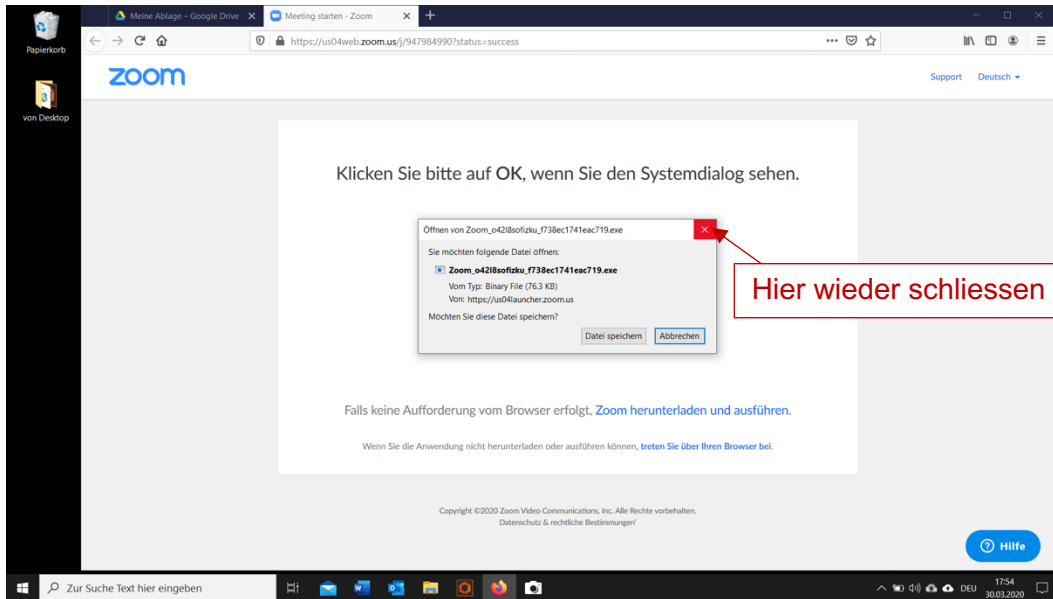 Papierkorb
von Desktop
Meine Ablage – Google Drive
Meeting starten - Zoom
https://us04web.zoom.us/j/947984990?status=success
zoom
Support Deutsch
Klicken Sie bitte auf OK, wenn Sie den Systemdialog sehen.
Öffnen von Zoom_o42l8sofizku_f738ec1741eac719.exe
Sie möchten folgende Datei öffnen:
Zoom_o42l8sofizku_f738ec1741eac719.exe
Vom Typ: Binary File (76.3 KB)
Von: https://us04launcher.zoom.us
Möchten Sie diese Datei speichern?
Datei speichern Abbrechen
Hier wieder schliessen
Falls keine Aufforderung vom Browser erfolgt, Zoom herunterladen und ausführen.
Wenn Sie die Anwendung nicht herunterladen oder ausführen können, treten Sie über Ihren Browser bei.
Copyright ©2020 Zoom Video Communications, Inc. Alle Rechte vorbehalten.
Datenschutz & rechtliche Bestimmungen'
Hilfe
Zur Suche Text hier eingeben
DEU
17:54
30.03.2020